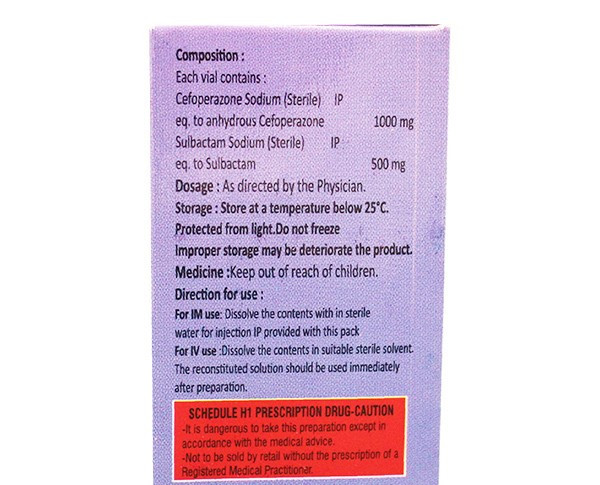 Composition :
Each vial contains :
Cefoperazone Sodium (Sterile) IP
eq. to anhydrous Cefoperazone 1000 mg
Sulbactam Sodium (Sterile) IP
eq. to Sulbactam 500 mg
Dosage : As directed by the Physician.
Storage : Store at a temperature below 25°C.
Protected from light.Do not freeze
Improper storage may be deteriorate the product.
Medicine :Keep out of reach of children.
Direction for use :
For IM use: Dissolve the contents with in sterile
water for injection IP provided with this pack
For IV use :Dissolve the contents in suitable sterile solvent.
The reconstituted solution should be used immediately
after preparation.
SCHEDULE H1 PRESCRIPTION DRUG-CAUTION
-It is dangerous to take this preparation except in
accordance with the medical advice.
-Not to be sold by retail without the prescription of a
Registered Medical Practitioner.